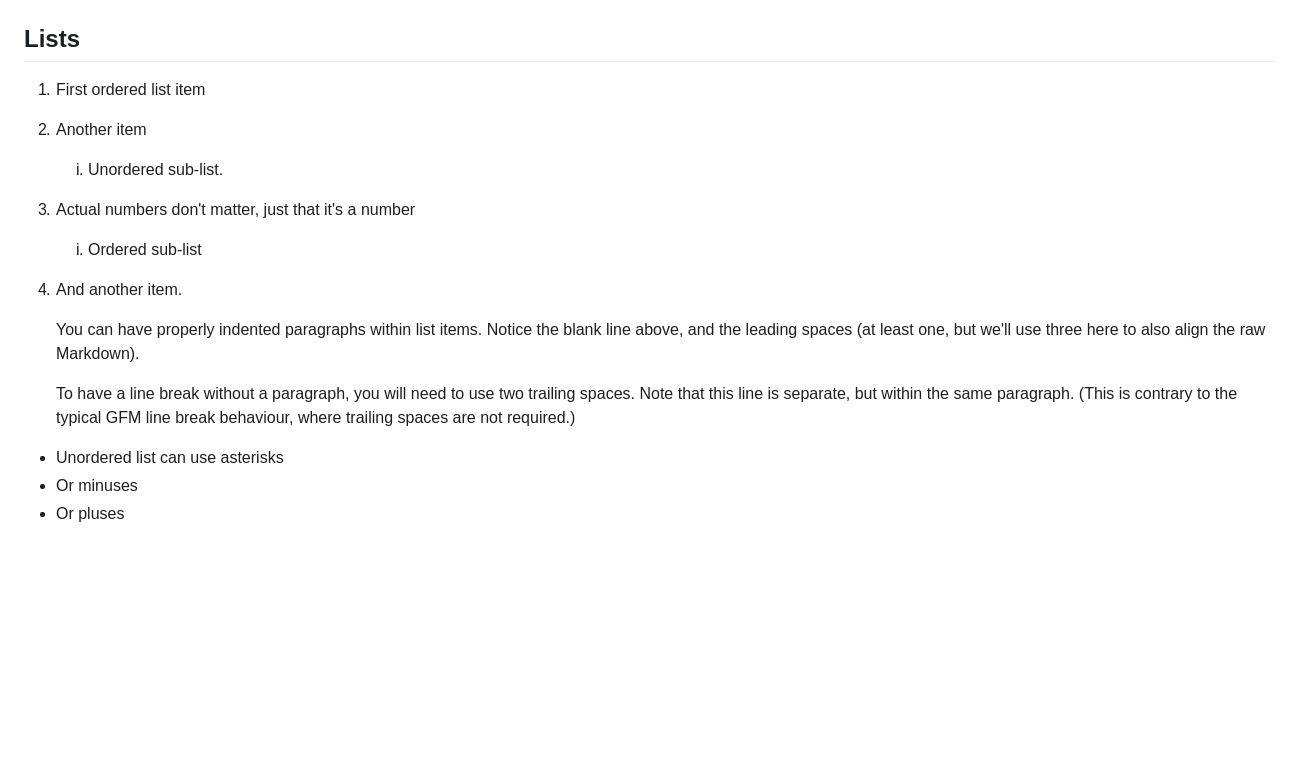 Lists
1. First ordered list item
2. Another item
i. Unordered sub-list.
3. Actual numbers don't matter, just that it's a number
i. Ordered sub-list
4. And another item.
You can have properly indented paragraphs within list items. Notice the blank line above, and the leading spaces (at least one, but we'll use three here to also align the raw
Markdown).
To have a line break without a paragraph, you will need to use two trailing spaces. Note that this line is separate, but within the same paragraph. (This is contrary to the
typical GFM line break behaviour, where trailing spaces are not required.)
• Unordered list can use asterisks
• Or minuses
• Or pluses